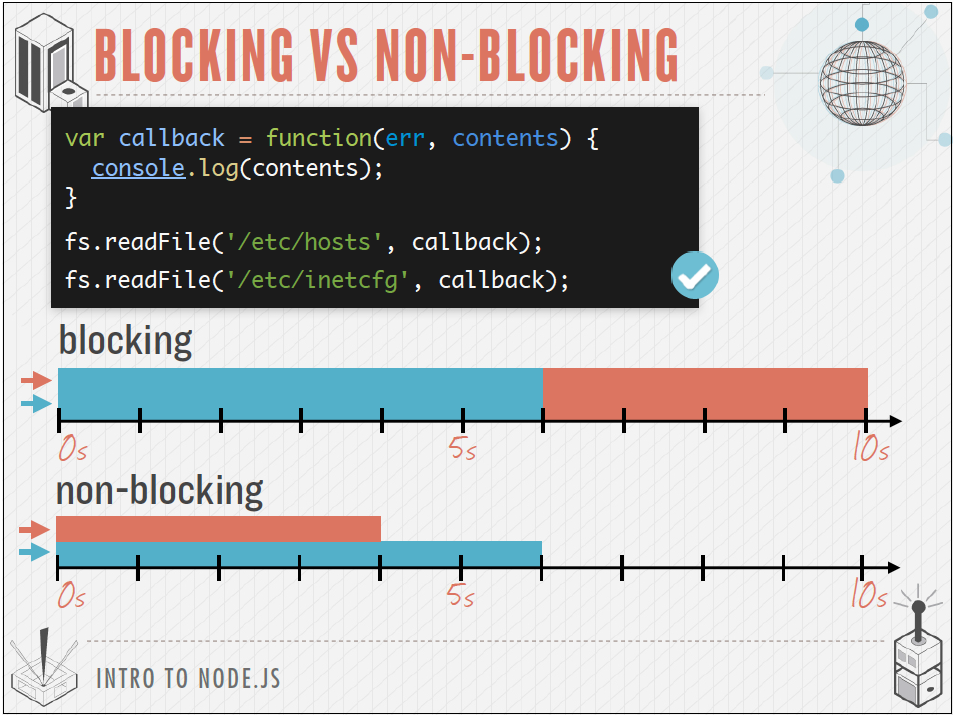 BLOCKING VS NON-BLOCKING
var callback = function(err, contents) {
  console.log(contents);
}
fs.readFile('/etc/hosts', callback);
fs.readFile('/etc/inetcfg', callback);
blocking
0s 5s 10s
non-blocking
0s 5s 10s
INTRO TO NODE.JS